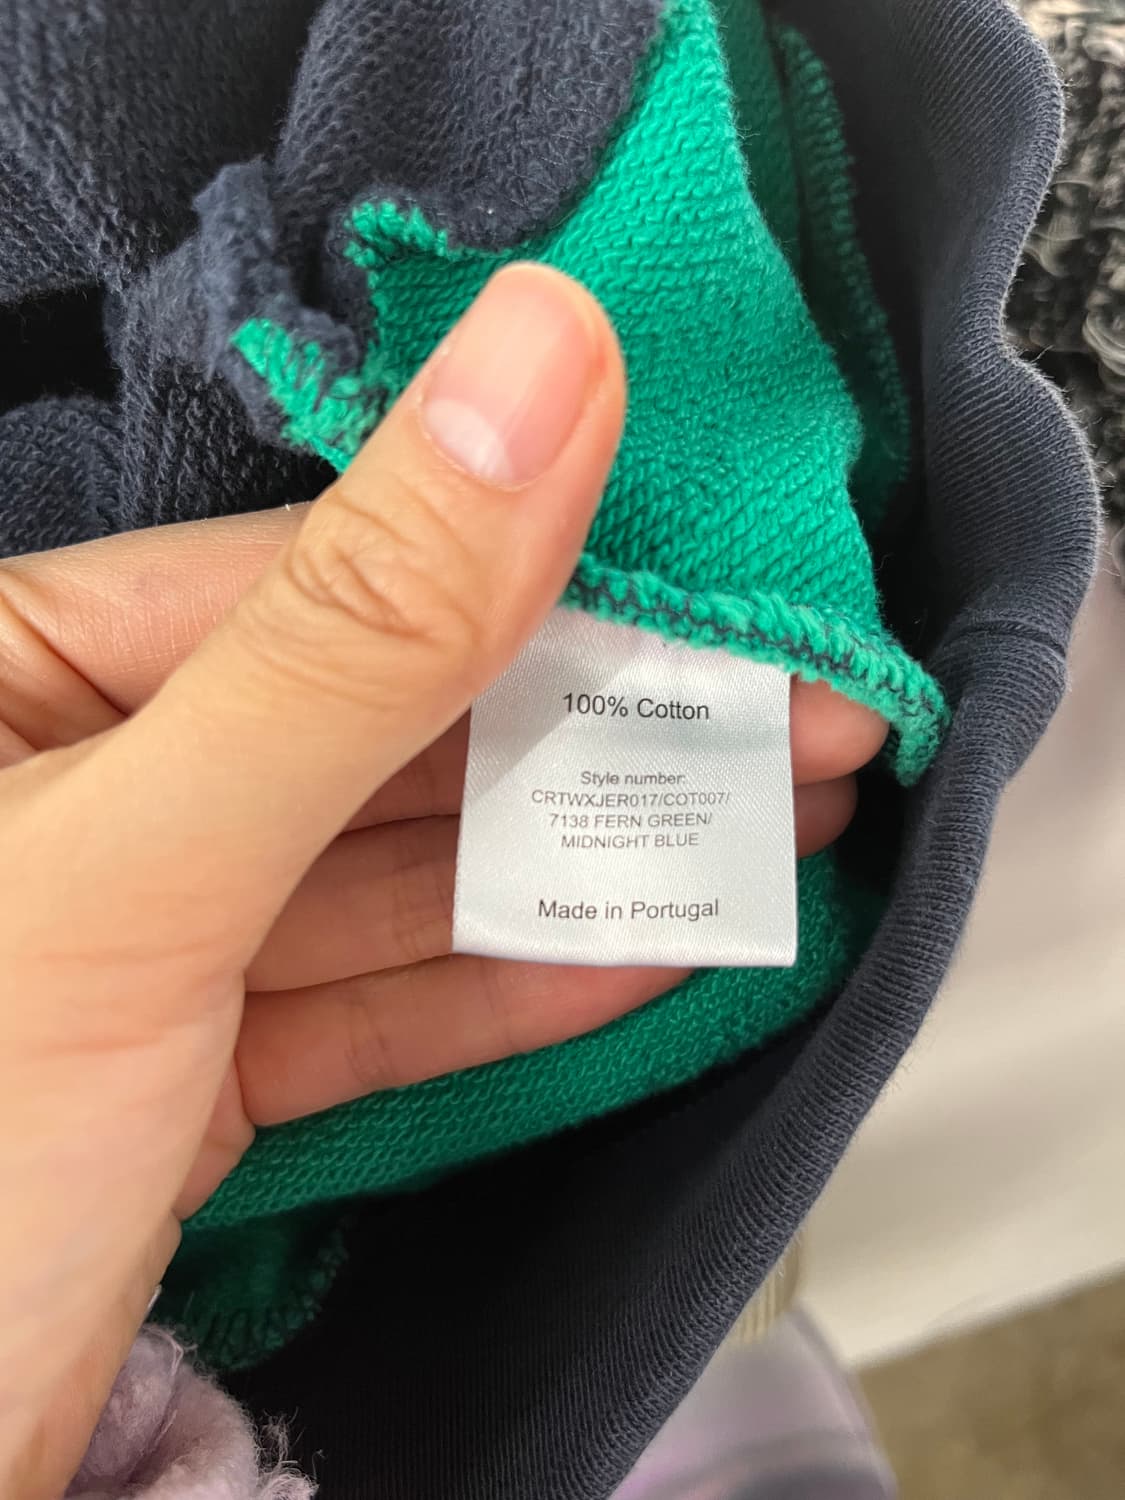 100% Cotton
Style number:
CRTWXJER017/COT007/
7138 FERN GREEN/
MIDNIGHT BLUE
Made in Portugal